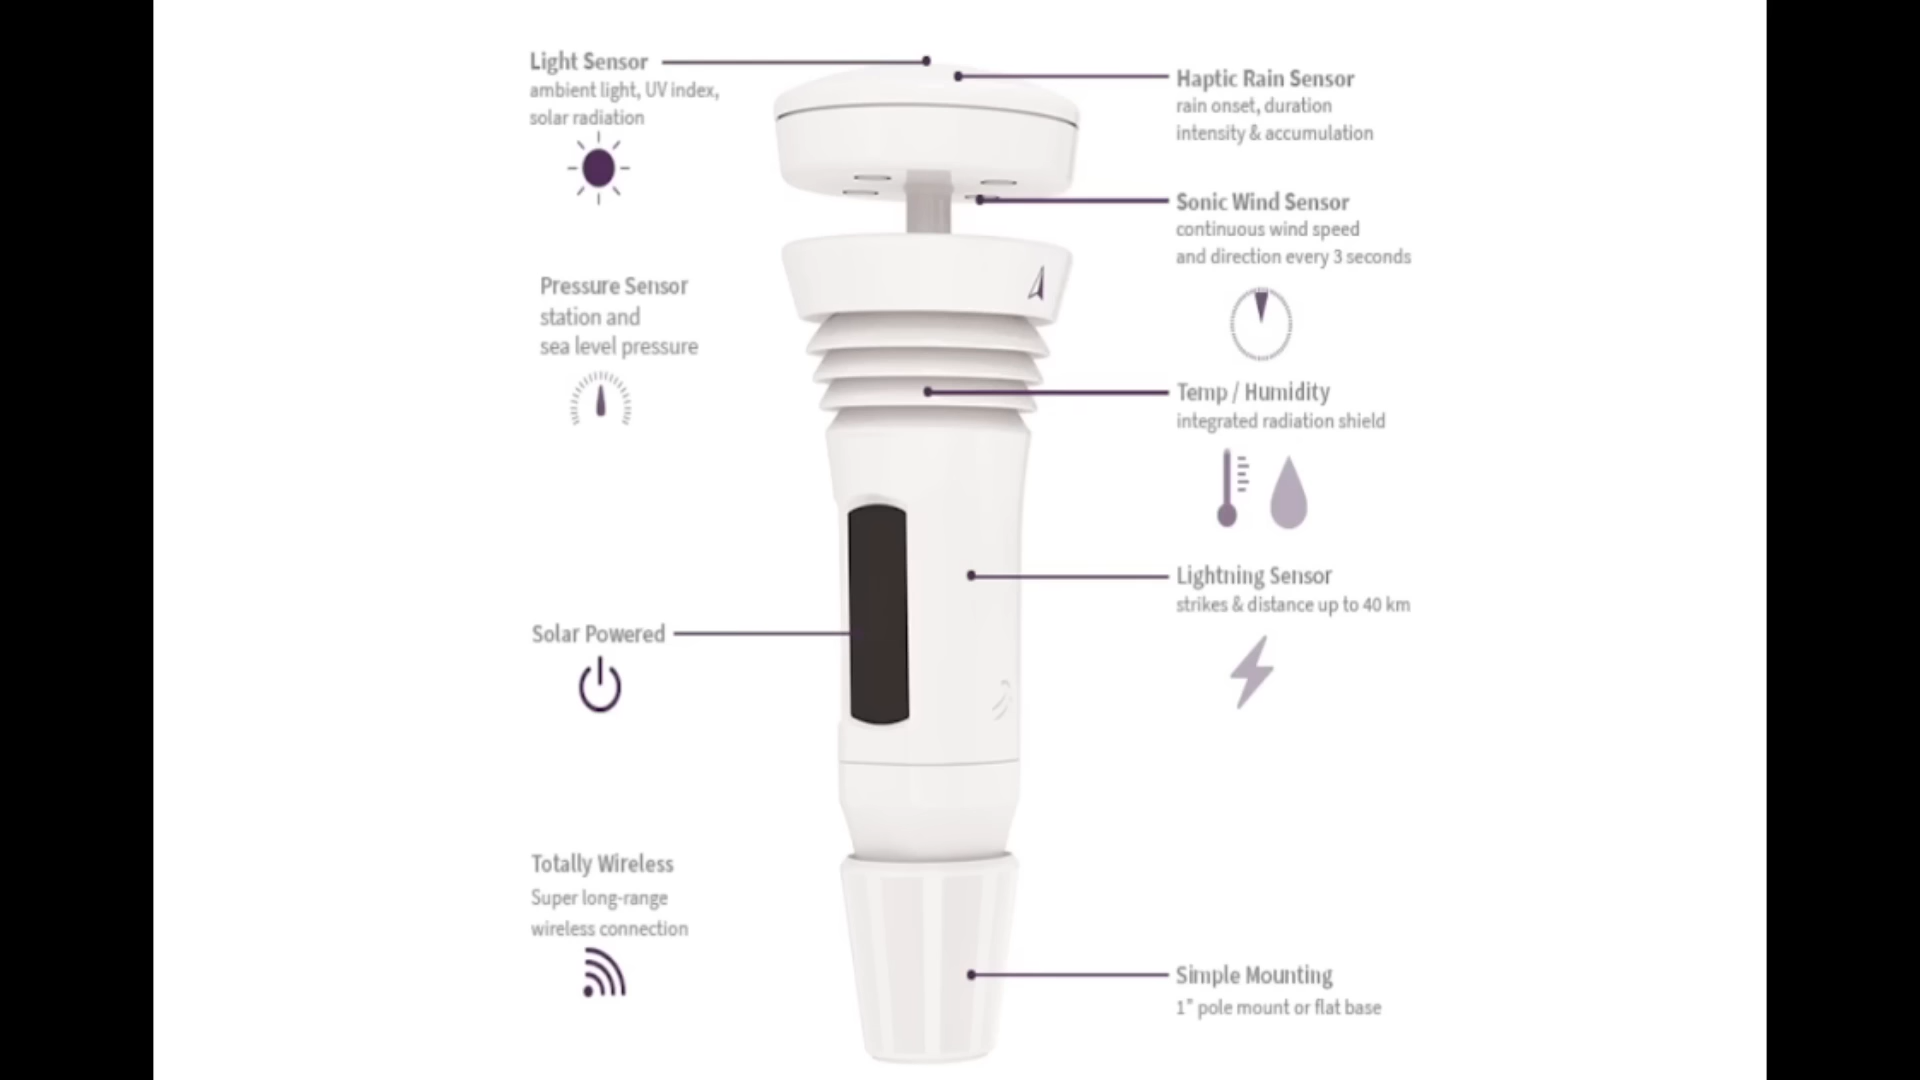 Light Sensor
ambient light, UV index,
solar radiation
Pressure Sensor
station and
sea level pressure
Solar Powered
Totally Wireless
Super long-range
wireless connection
Haptic Rain Sensor
rain onset, duration
intensity & accumulation
Sonic Wind Sensor
continuous wind speed
and direction every 3 seconds
Temp / Humidity
integrated radiation shield
Lightning Sensor
strikes & distance up to 40 km
Simple Mounting
1" pole mount or flat base